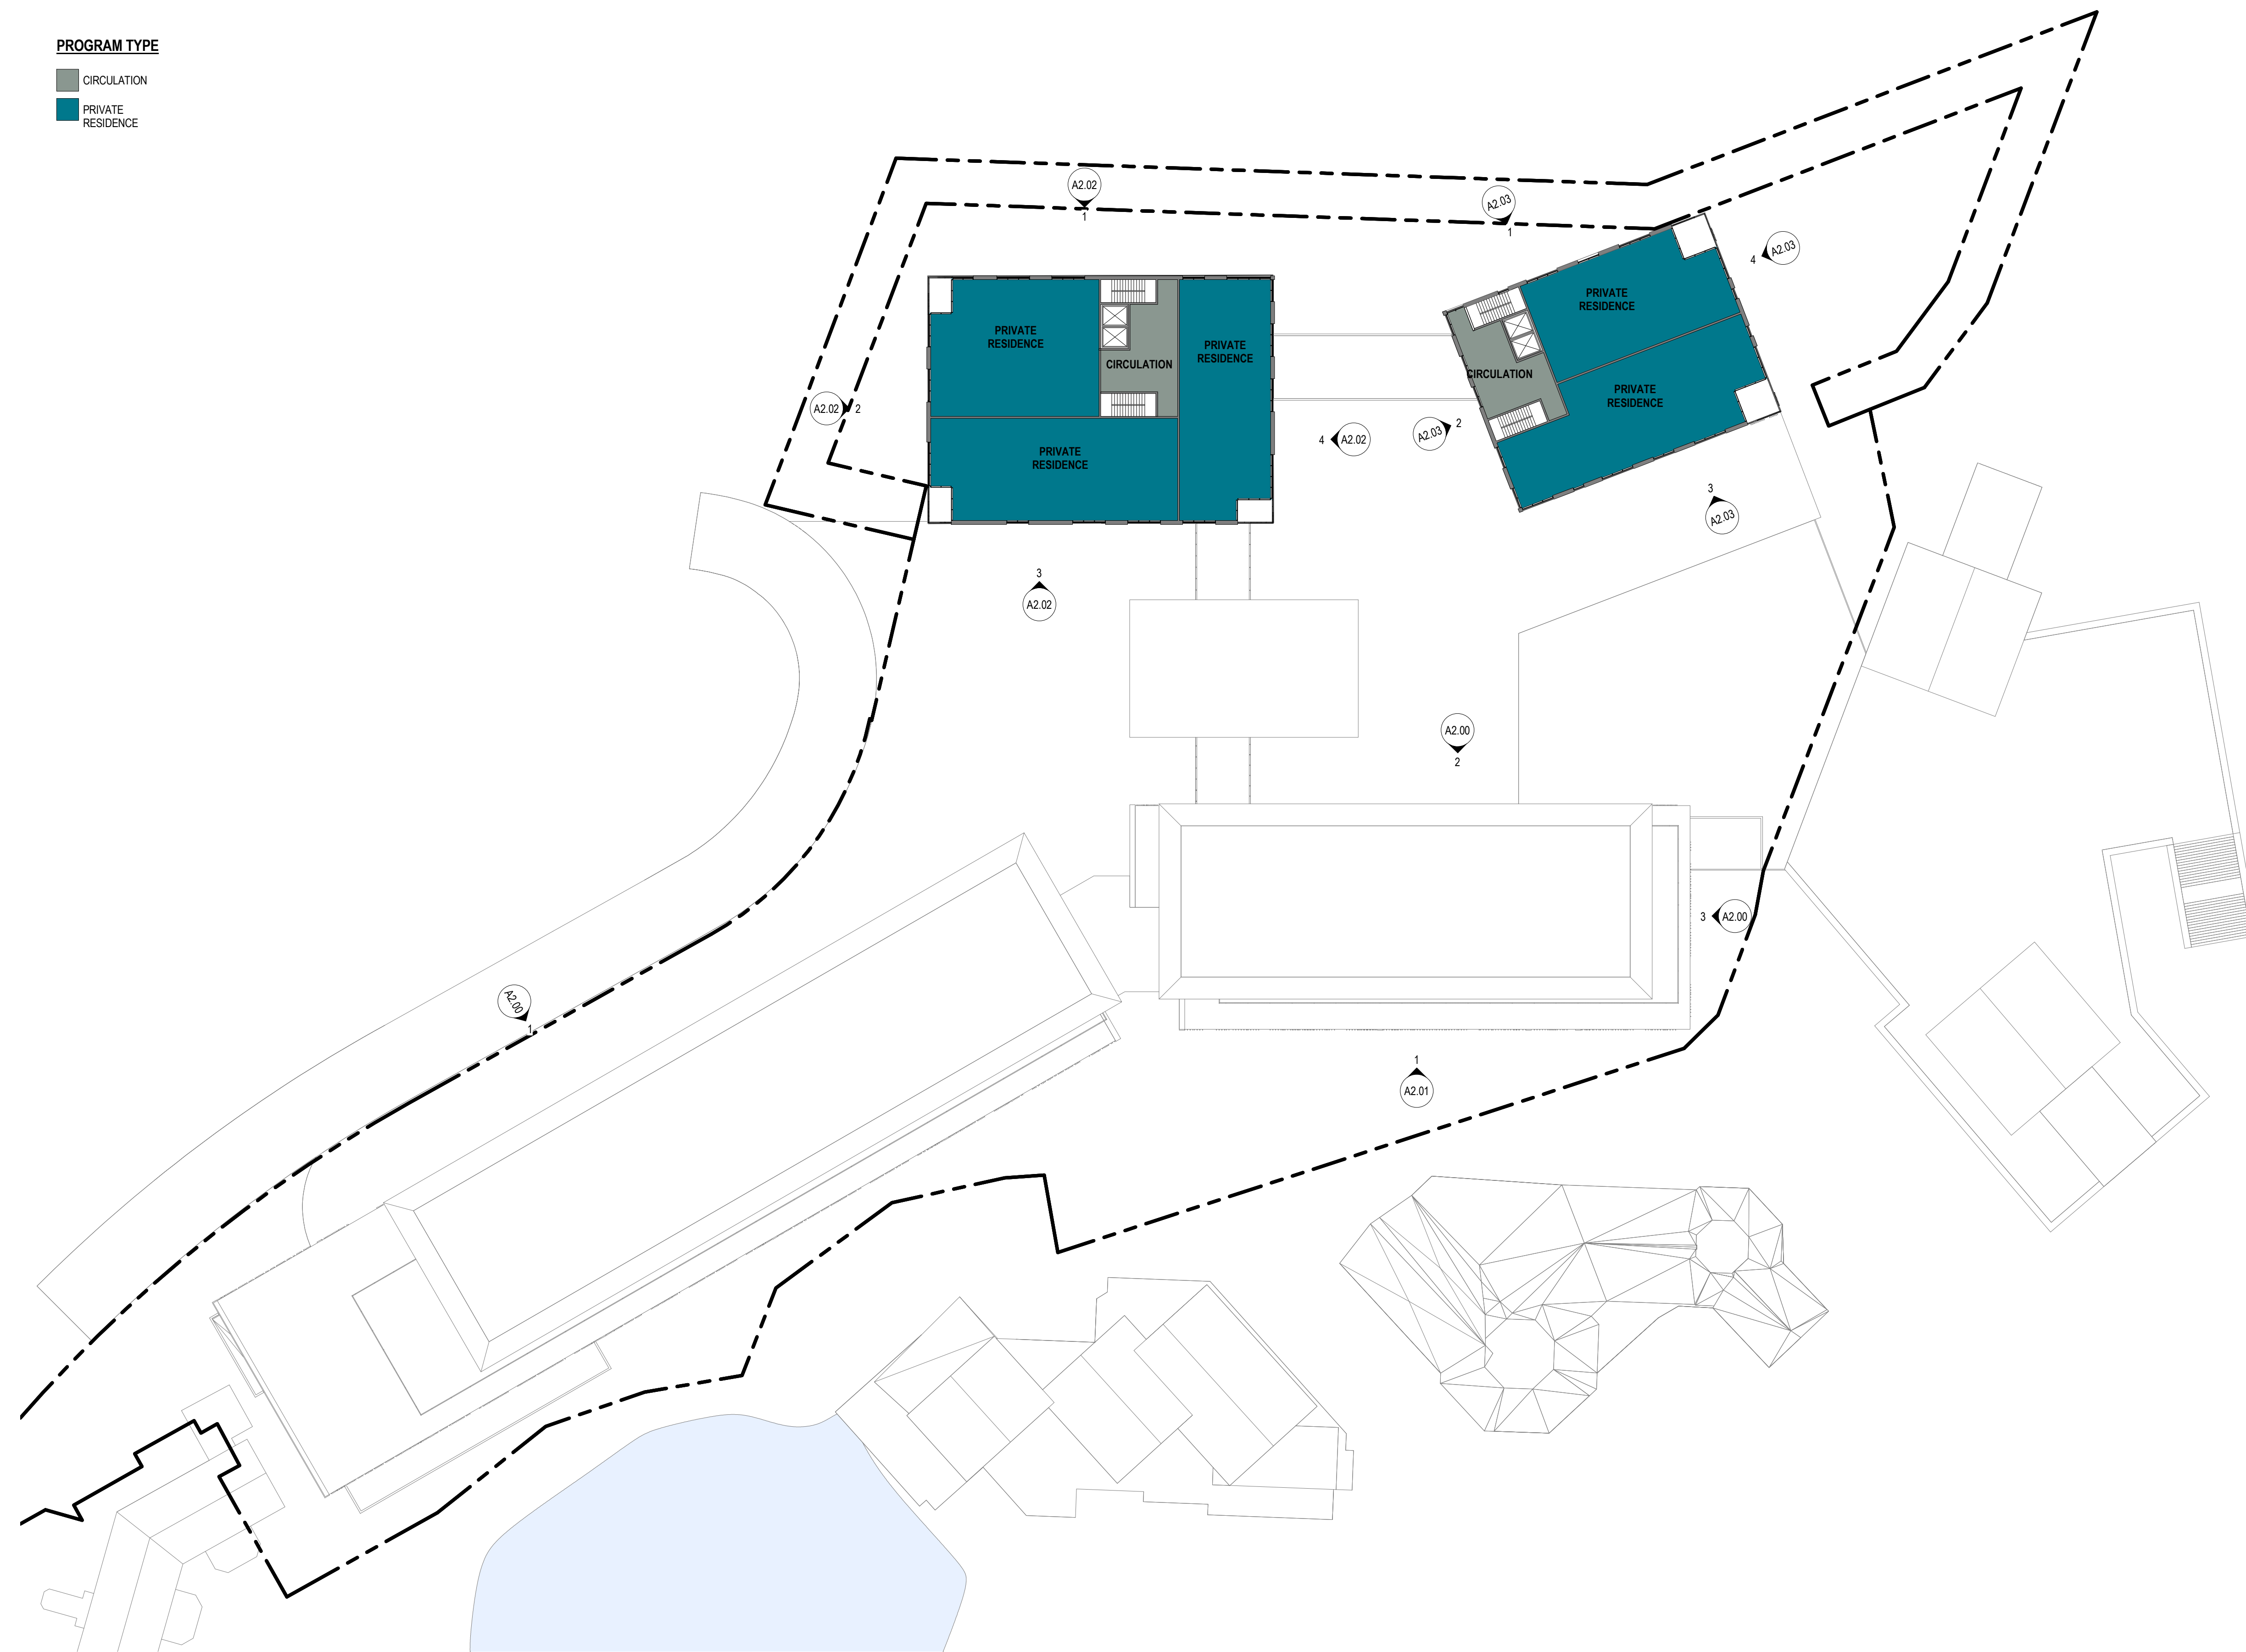 PROGRAM TYPE
CIRCULATION
PRIVATE
RESIDENCE
A2.02
1
A2.03
1
A2.03
4
PRIVATE
RESIDENCE
PRIVATE
RESIDENCE
PRIVATE
RESIDENCE
CIRCULATION
CIRCULATION
PRIVATE
RESIDENCE
A2.02
2
A2.03
2
4
A2.02
PRIVATE
RESIDENCE
3
A2.03
3
A2.02
A2.00
2
3
A2.00
A2.00
1
1
A2.01